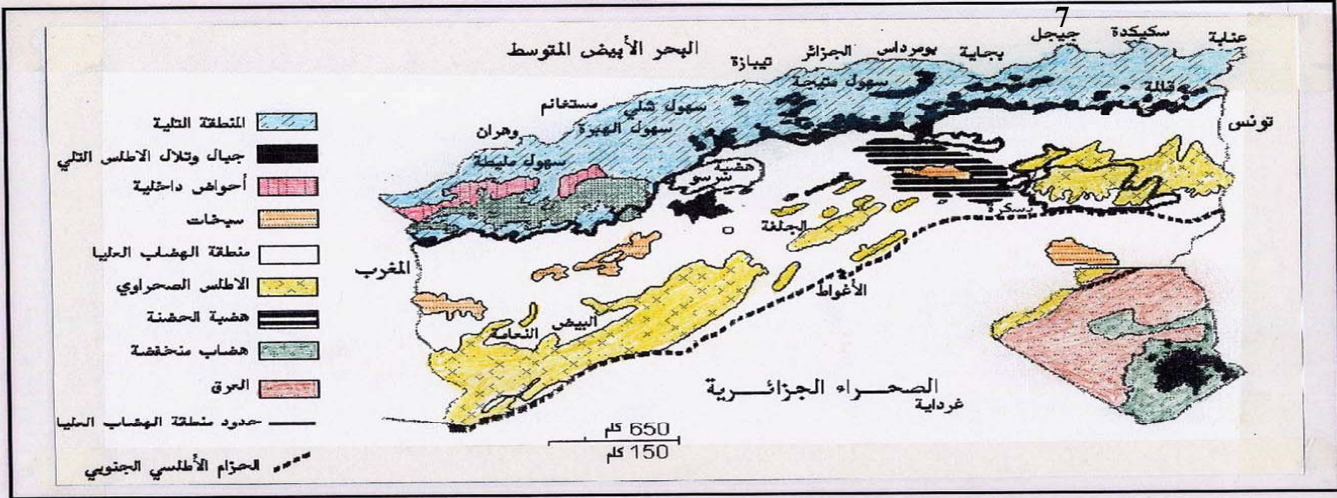 7
البحر الأبيض المتوسط
عنابة
سكيكدة
جيجل
بجاية
بومرداس
الجزائر
تيبازة
مستغانم
وهران
قالمة
سهول متيجة
سهول شلي
سهول الهبرة
سهول مليطة
تونس
المغرب
هضبة
شرسو
بسكرة
الجلفة
الأغواط
البيض
النعامة
الصحراء الجزائرية
غرداية
650 كلم
150 كلم
المنطقة التلية
جبال وتلال الاطلس التلي
أحواض داخلية
سبخات
منطقة الهضاب العليا
الاطلس الصحراوي
هضبة الحضنة
هضاب منخفضة
العرق
حدود منطقة الهضاب العليا
الحزام الأطلسي الجنوبي